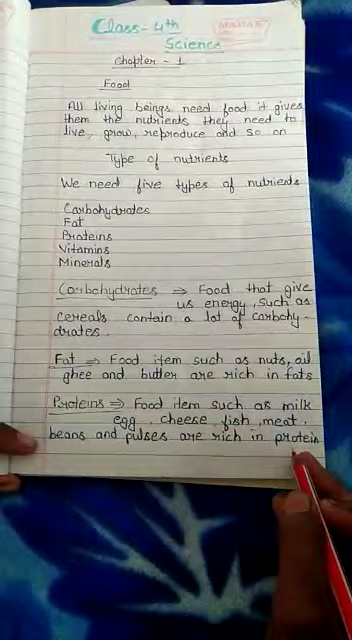 Class - 4th
Science
Chapter - 1
Food
All living beings need food it gives
them the nutrients they need to
live, grow, reproduce and so on
Type of nutrients
We need five types of nutrients
Carbohydrates
Fat
Proteins
Vitamins
Minerals
Carbohydrates ⇒ Food that give
us energy, such as
cereals contain a lot of carbohy-
drates.
Fat ⇒ Food item such as nuts, oil
ghee and butter are rich in fats
Proteins ⇒ Food item such as milk
egg, cheese, fish, meat.
beans and pulses are rich in protein